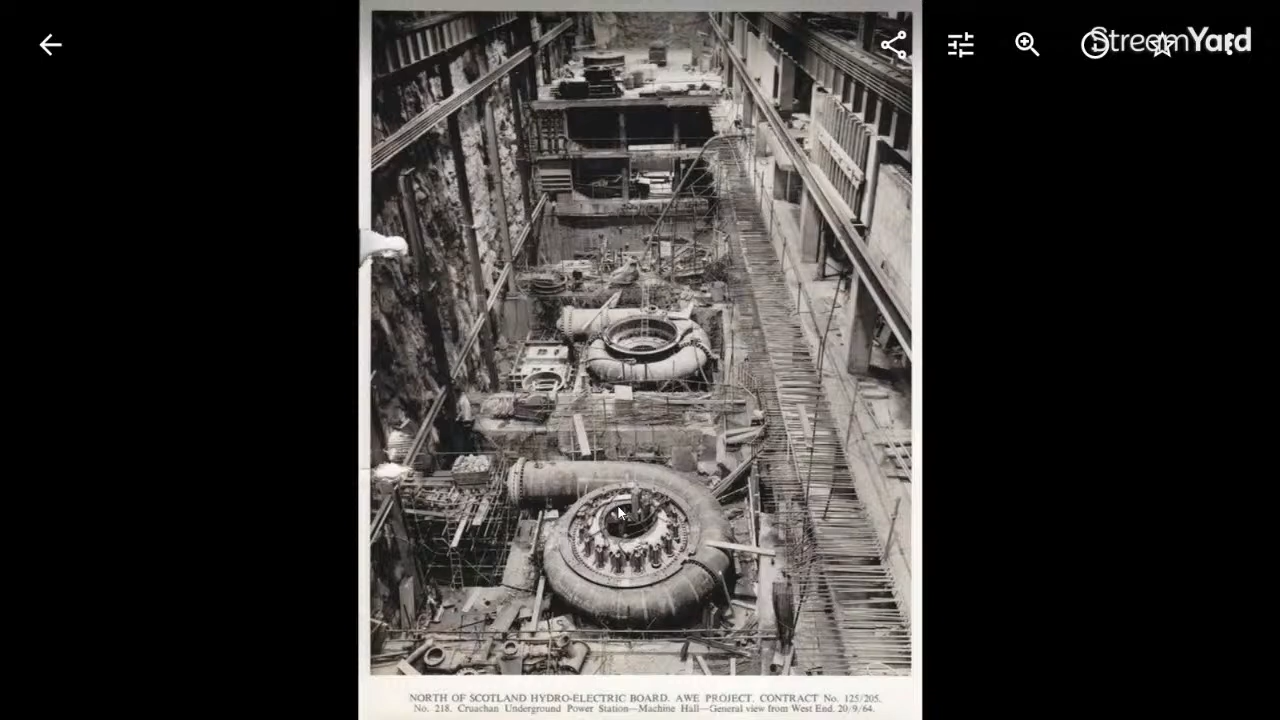 StreamYard
NORTH OF SCOTLAND HYDRO-ELECTRIC BOARD. AWE PROJECT. CONTRACT No. 125/205.
No. 218. Cruachan Underground Power Station—Machine Hall—General view from West End. 20/9/64.